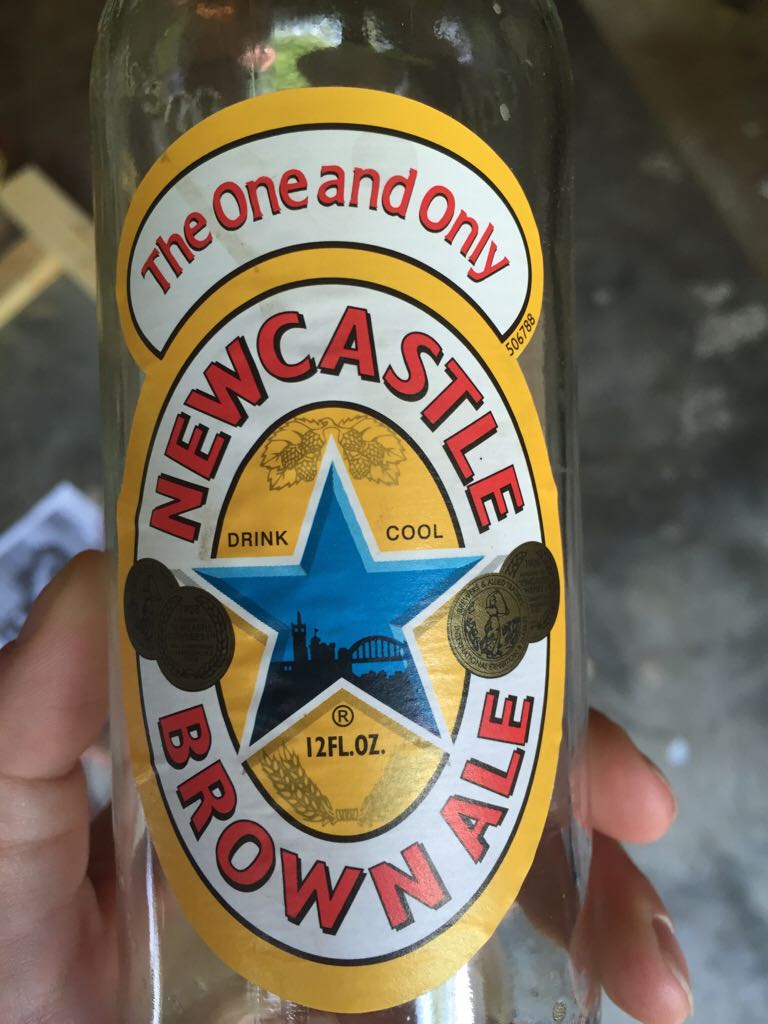 The One and Only
506788
NEWCASTLE
DRINK COOL
®
12FL.OZ.
BROWN ALE